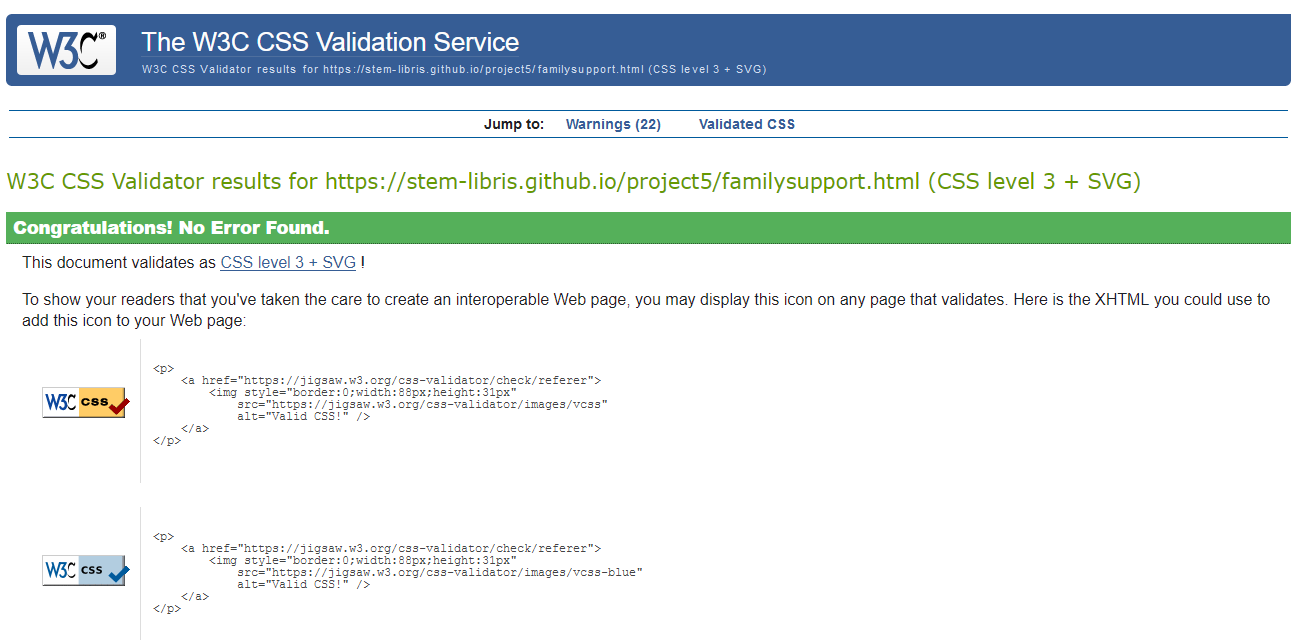 W3C®
The W3C CSS Validation Service
W3C CSS Validator results for https://stem-libris.github.io/project5/familysupport.html (CSS level 3 + SVG)
Jump to: Warnings (22) Validated CSS
W3C CSS Validator results for https://stem-libris.github.io/project5/familysupport.html (CSS level 3 + SVG)
Congratulations! No Error Found.
This document validates as CSS level 3 + SVG !
To show your readers that you've taken the care to create an interoperable Web page, you may display this icon on any page that validates. Here is the XHTML you could use to
add this icon to your Web page:
<p>
<a href="https://jigsaw.w3.org/css-validator/check/referer">
<img style="border:0;width:88px;height:31px"
W3C css
src="https://jigsaw.w3.org/css-validator/images/vcss"
alt="Valid CSS!" />
</a>
</p>
<p>
<a href="https://jigsaw.w3.org/css-validator/check/referer">
<img style="border:0;width:88px;height:31px"
W3C css
src="https://jigsaw.w3.org/css-validator/images/vcss-blue"
alt="Valid CSS!" />
</a>
</p>